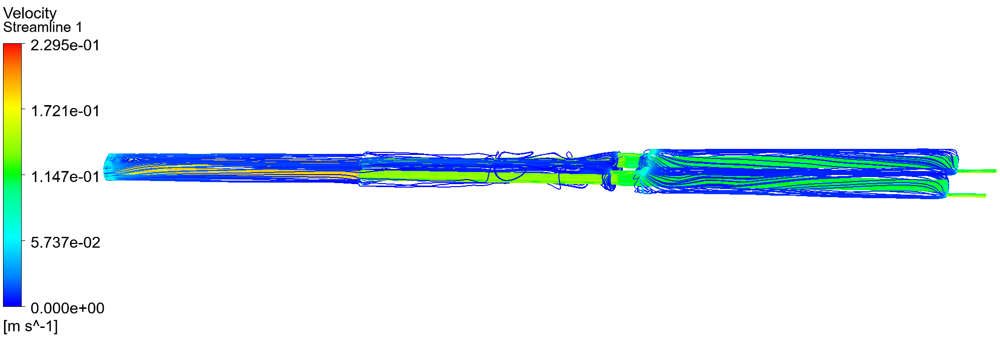 Velocity
Streamline 1
2.295e-01
1.721e-01
1.147e-01
5.737e-02
0.000e+00
[m s^-1]